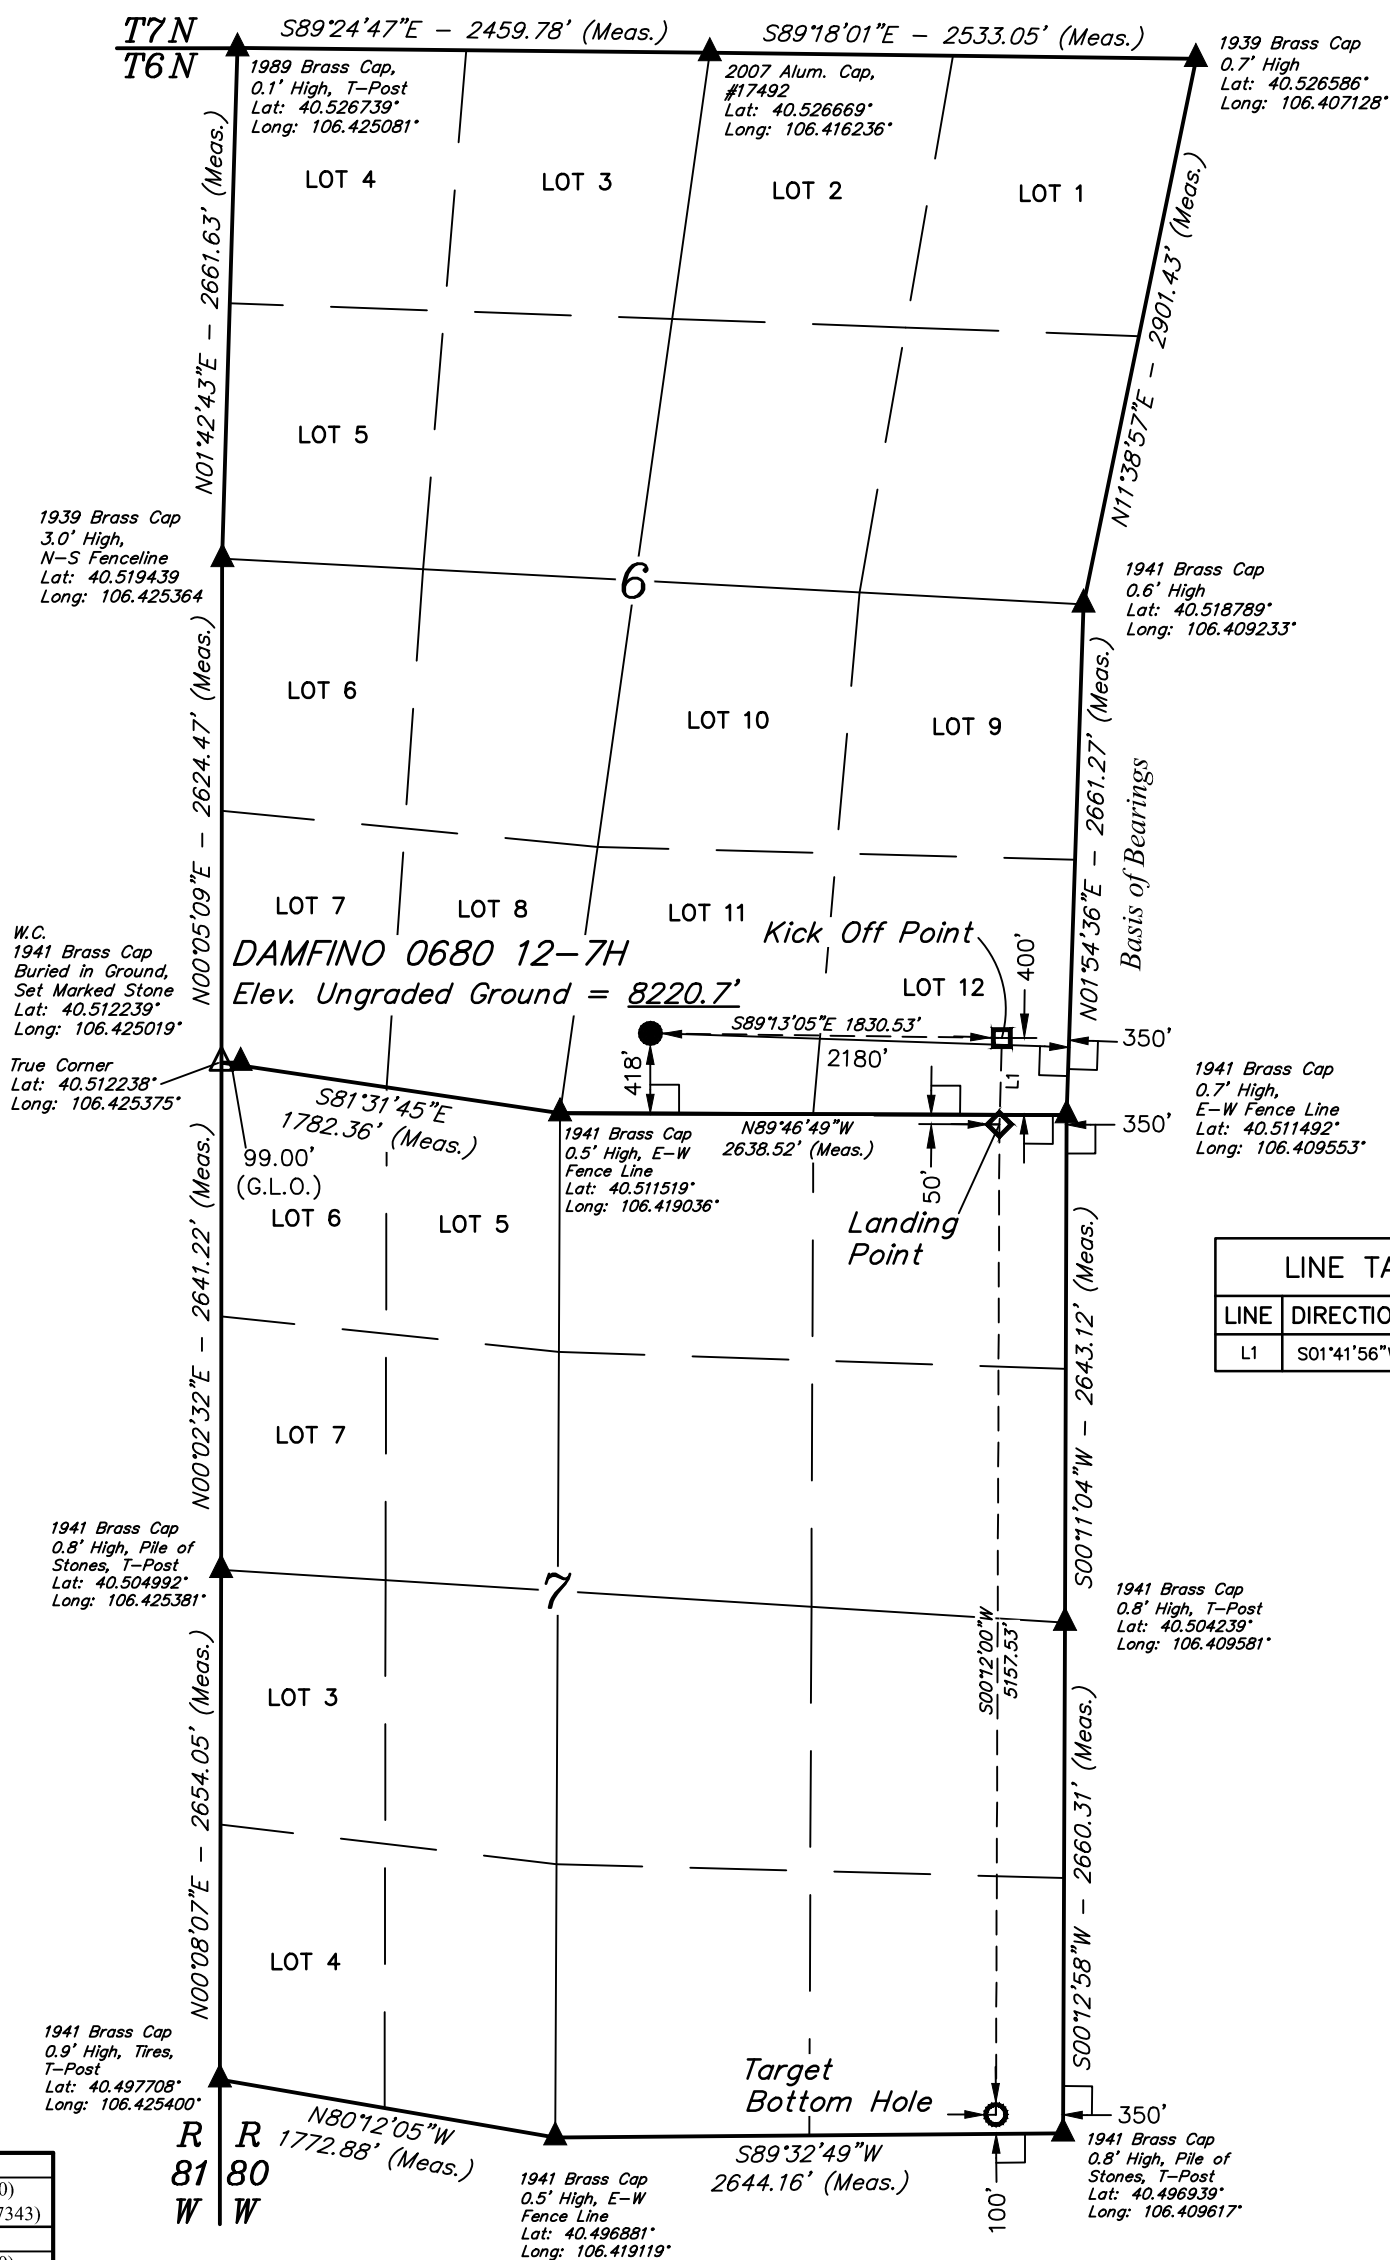 T7N
T6N
S89°24'47"E - 2459.78' (Meas.)
S89°18'01"E - 2533.05' (Meas.)
1989 Brass Cap,
0.1' High, T-Post
Lat: 40.526739°
Long: 106.425081°
2007 Alum. Cap,
#17492
Lat: 40.526669°
Long: 106.416236°
1939 Brass Cap
0.7' High
Lat: 40.526586°
Long: 106.407128°
LOT 4
LOT 3
LOT 2
LOT 1
N01°42'43"E - 2661.63' (Meas.)
N11°38'57"E - 2901.43' (Meas.)
LOT 5
1939 Brass Cap
3.0' High,
N-S Fenceline
Lat: 40.519439
Long: 106.425364
6
1941 Brass Cap
0.6' High
Lat: 40.518789°
Long: 106.409233°
LOT 6
LOT 10
LOT 9
N00°05'09"E - 2624.47' (Meas.)
N01°54'36"E - 2661.27' (Meas.)
Basis of Bearings
LOT 7
LOT 8
LOT 11
Kick Off Point
400'
W.C.
1941 Brass Cap
Buried in Ground,
Set Marked Stone
Lat: 40.512239°
Long: 106.425019°
DAMFINO 0680 12-7H
Elev. Ungraded Ground = 8220.7'
LOT 12
S89°13'05"E 1830.53'
2180'
418'
L1
350'
True Corner
Lat: 40.512238°
Long: 106.425375°
S81°31'45"E
1782.36' (Meas.)
99.00'
(G.L.O.)
1941 Brass Cap
0.5' High, E-W
Fence Line
Lat: 40.511519°
Long: 106.419036°
N89°46'49"W
2638.52' (Meas.)
50'
350'
1941 Brass Cap
0.7' High,
E-W Fence Line
Lat: 40.511492°
Long: 106.409553°
LOT 6
LOT 5
Landing
Point
N00°02'32"E - 2641.22' (Meas.)
S00°11'04"W - 2643.12' (Meas.)
LINE
LINE DIRECTIO
L1 S01°41'56"
LOT 7
1941 Brass Cap
0.8' High, Pile of
Stones, T-Post
Lat: 40.504992°
Long: 106.425381°
7
1941 Brass Cap
0.8' High, T-Post
Lat: 40.504239°
Long: 106.409581°
S00°12'00"W
5157.53'
LOT 3
N00°08'07"E - 2654.05' (Meas.)
S00°12'58"W - 2660.31' (Meas.)
LOT 4
1941 Brass Cap
0.9' High, Tires,
T-Post
Lat: 40.497708°
Long: 106.425400°
Target
Bottom Hole
350'
N80°12'05"W
1772.88' (Meas.)
S89°32'49"W
2644.16' (Meas.)
100'
R R
81 80
W W
1941 Brass Cap
0.5' High, E-W
Fence Line
Lat: 40.496881°
Long: 106.419119°
1941 Brass Cap
0.8' High, Pile of
Stones, T-Post
Lat: 40.496939°
Long: 106.409617°
0)
7343)